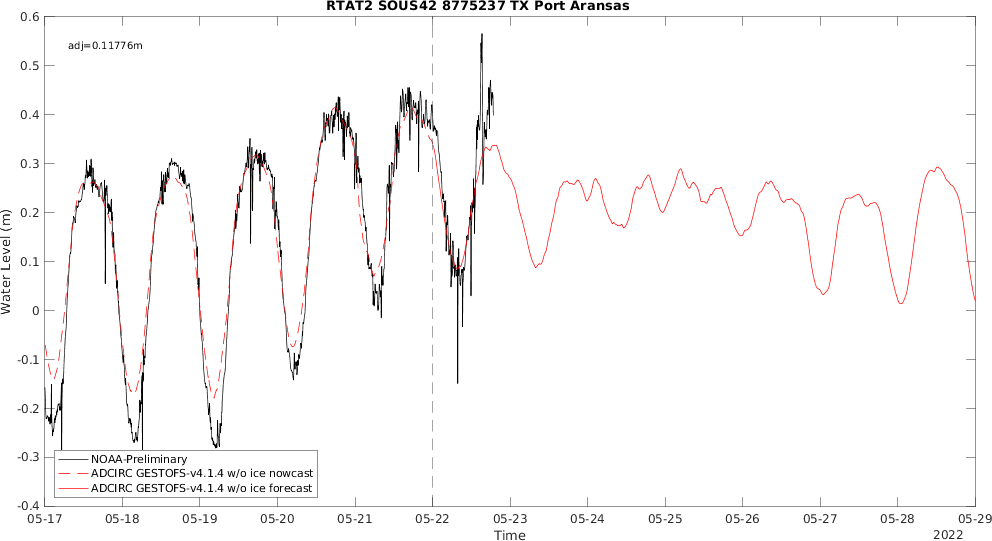 RTAT2 SOUS42 8775237 TX Port Aransas
adj=0.11776m
0.6
0.5
0.4
0.3
0.2
0.1
0
-0.1
-0.2
-0.3
-0.4
Water Level (m)
NOAA-Preliminary
ADCIRC GESTOFS-v4.1.4 w/o ice nowcast
ADCIRC GESTOFS-v4.1.4 w/o ice forecast
05-17 05-18 05-19 05-20 05-21 05-22 05-23 05-24 05-25 05-26 05-27 05-28 05-29
Time
2022